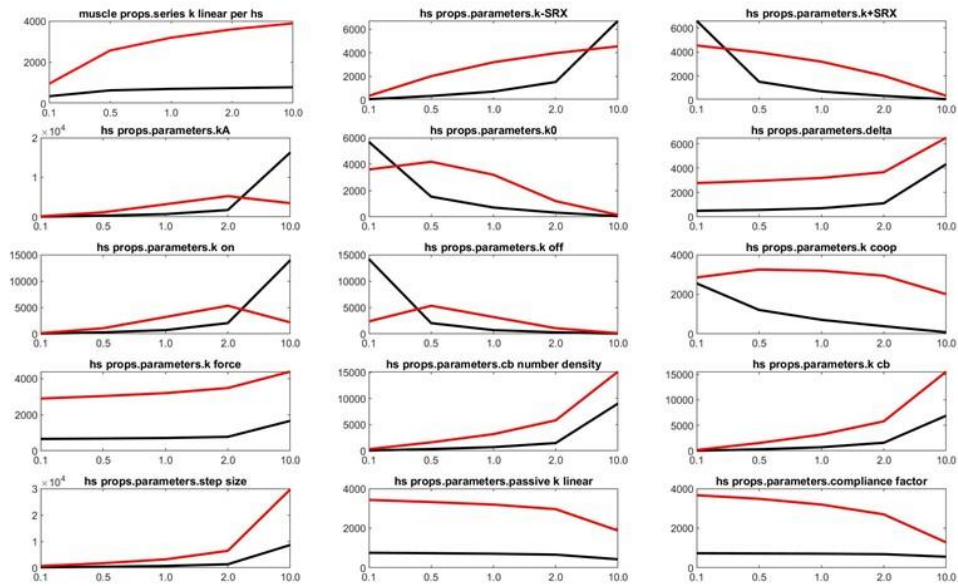 muscle props.series k linear per hs
4000
2000
0
0.1 0.5 1.0 2.0 10.0
hs props.parameters.k-SRX
6000
4000
2000
0
0.1 0.5 1.0 2.0 10.0
hs props.parameters.k+SRX
6000
4000
2000
0
0.1 0.5 1.0 2.0 10.0
hs props.parameters.kA
×10^4
2
1
0
0.1 0.5 1.0 2.0 10.0
hs props.parameters.k0
6000
4000
2000
0
0.1 0.5 1.0 2.0 10.0
hs props.parameters.delta
6000
4000
2000
0
0.1 0.5 1.0 2.0 10.0
hs props.parameters.k on
15000
10000
5000
0
0.1 0.5 1.0 2.0 10.0
hs props.parameters.k off
15000
10000
5000
0
0.1 0.5 1.0 2.0 10.0
hs props.parameters.k coop
4000
2000
0
0.1 0.5 1.0 2.0 10.0
hs props.parameters.k force
4000
2000
0
0.1 0.5 1.0 2.0 10.0
hs props.parameters.cb number density
15000
10000
5000
0
0.1 0.5 1.0 2.0 10.0
hs props.parameters.k cb
15000
10000
5000
0
0.1 0.5 1.0 2.0 10.0
hs props.parameters.step size
×10^4
3
2
1
0
0.1 0.5 1.0 2.0 10.0
hs props.parameters.passive k linear
4000
2000
0
0.1 0.5 1.0 2.0 10.0
hs props.parameters.compliance factor
4000
2000
0
0.1 0.5 1.0 2.0 10.0